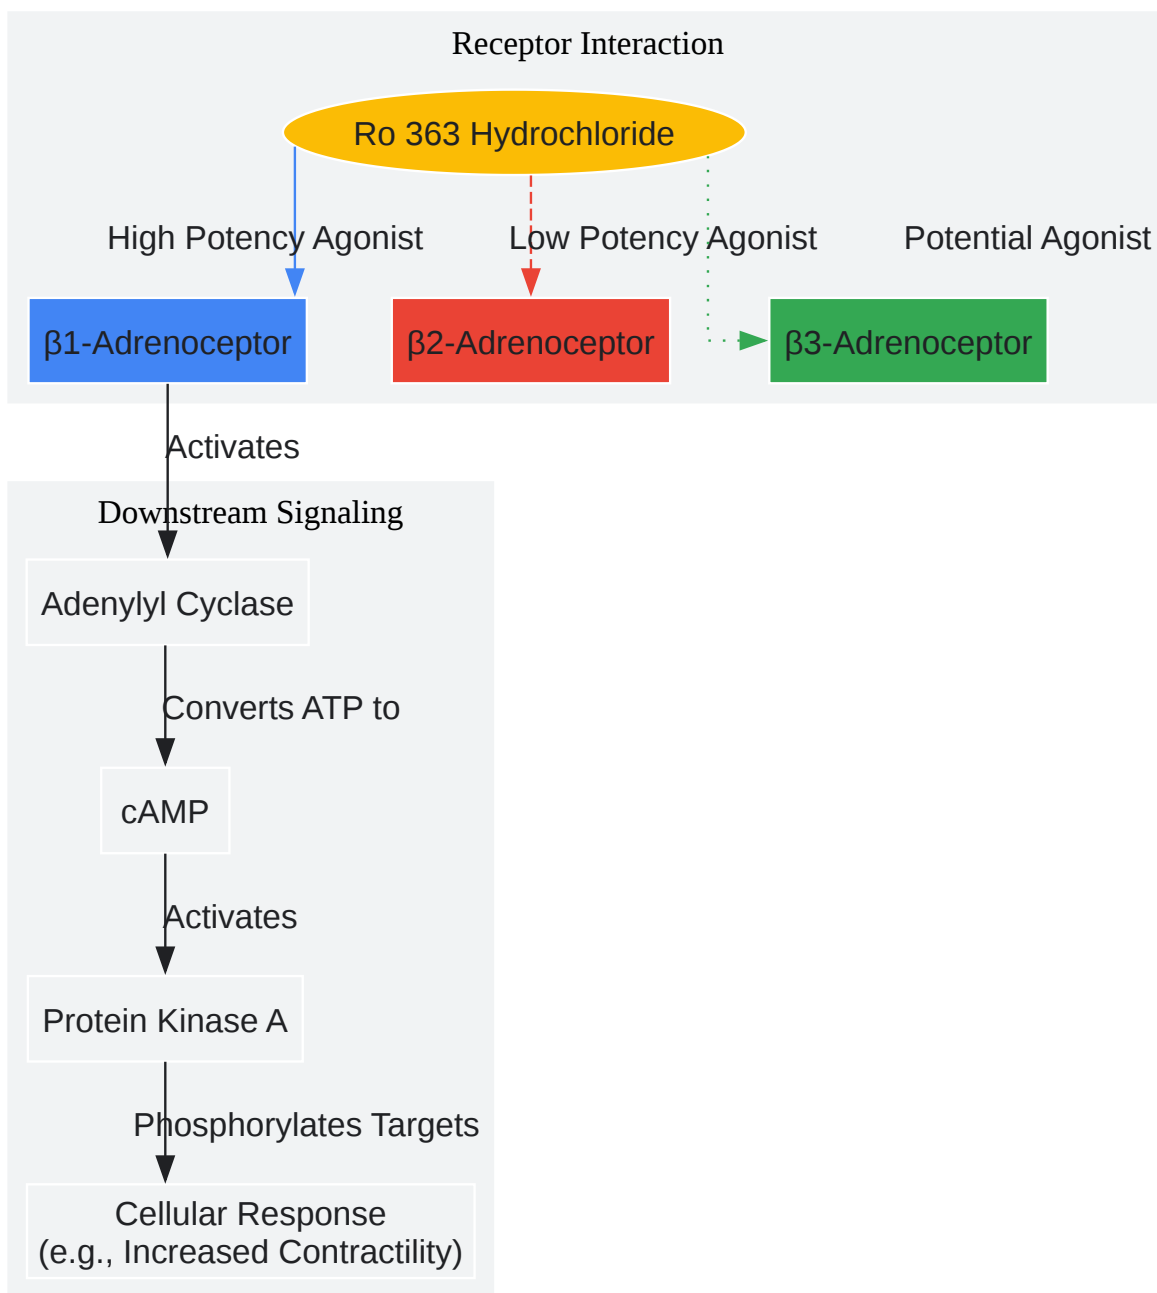 Receptor Interaction
Ro 363 Hydrochloride
High Potency Agonist
Low Potency Agonist
Potential Agonist
β1-Adrenoceptor
β2-Adrenoceptor
β3-Adrenoceptor
Activates
Downstream Signaling
Adenylyl Cyclase
Converts ATP to
cAMP
Activates
Protein Kinase A
Phosphorylates Targets
Cellular Response
(e.g., Increased Contractility)